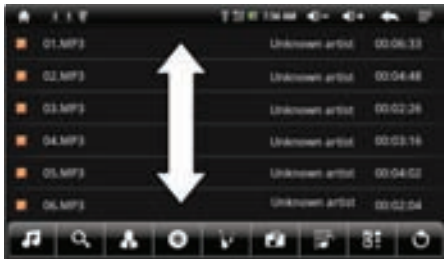 01.MP3 Unknown artist 00:06:33
02.MP3 Unknown artist 00:04:48
03.MP3 Unknown artist 00:02:26
04.MP3 Unknown artist 00:03:16
05.MP3 Unknown artist 00:04:02
06.MP3 Unknown artist 00:02:04